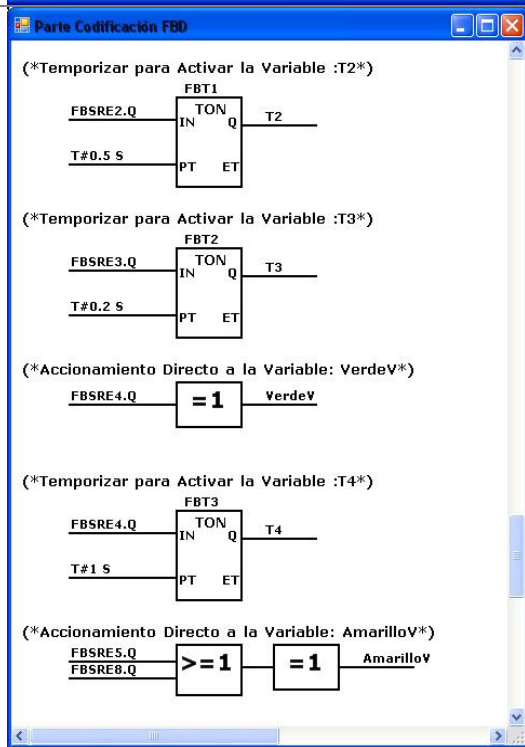 Parte Codificación FBD
(*Temporizar para Activar la Variable :T2*)
FBT1
FBSRE2.Q IN TON Q T2
T#0.5 S PT ET
(*Temporizar para Activar la Variable :T3*)
FBT2
FBSRE3.Q IN TON Q T3
T#0.2 S PT ET
(*Accionamiento Directo a la Variable: VerdeV*)
FBSRE4.Q =1 VerdeV
(*Temporizar para Activar la Variable :T4*)
FBT3
FBSRE4.Q IN TON Q T4
T#1 S PT ET
(*Accionamiento Directo a la Variable: AmarilloV*)
FBSRE5.Q >=1 =1 AmarilloV
FBSRE8.Q